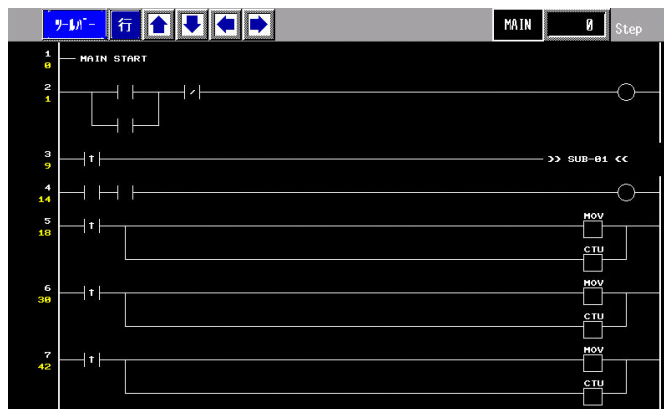 ツールバー 行 MAIN 0 Step
1
0 MAIN START
2
1
3
9 >> SUB-01 <<
4
14
5
18 MOV
CTU
6
30 MOV
CTU
7
42 MOV
CTU